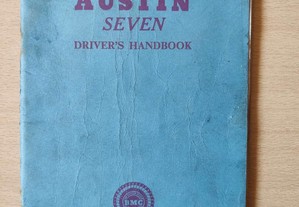 AUSTIN
SEVEN
DRIVER'S HANDBOOK
BMC